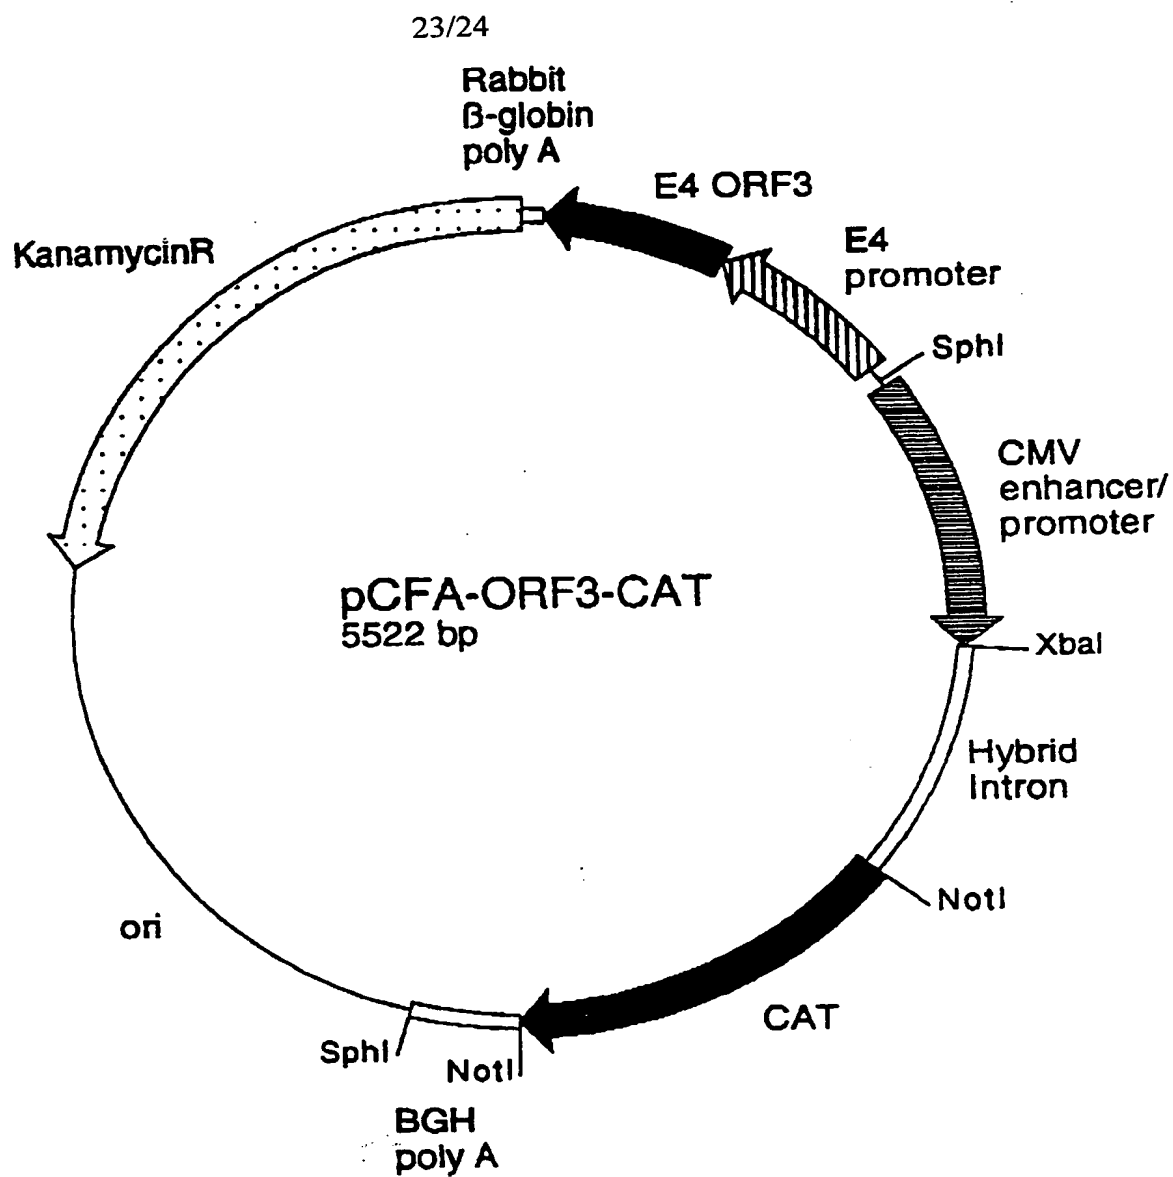 23/24
Rabbit
ß-globin
poly A
E4 ORF3
E4
promoter
KanamycinR
SphI
CMV
enhancer/
promoter
pCFA-ORF3-CAT
5522 bp
XbaI
Hybrid
Intron
NotI
ori
CAT
SphI
NotI
BGH
poly A